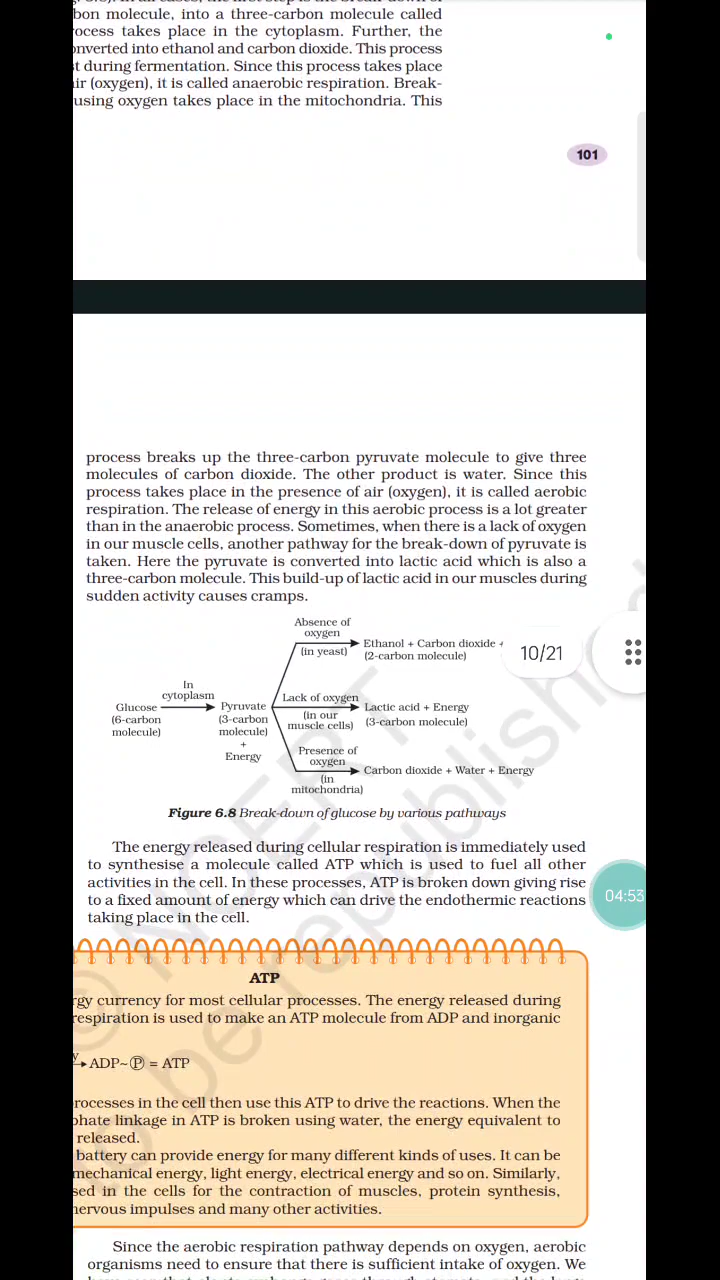 bon molecule, into a three-carbon molecule called
ocess takes place in the cytoplasm. Further, the
onverted into ethanol and carbon dioxide. This process
t during fermentation. Since this process takes place
ir (oxygen), it is called anaerobic respiration. Break-
using oxygen takes place in the mitochondria. This
101
process breaks up the three-carbon pyruvate molecule to give three
molecules of carbon dioxide. The other product is water. Since this
process takes place in the presence of air (oxygen), it is called aerobic
respiration. The release of energy in this aerobic process is a lot greater
than in the anaerobic process. Sometimes, when there is a lack of oxygen
in our muscle cells, another pathway for the break-down of pyruvate is
taken. Here the pyruvate is converted into lactic acid which is also a
three-carbon molecule. This build-up of lactic acid in our muscles during
sudden activity causes cramps.
Absence of
oxygen
(in yeast)
Ethanol + Carbon dioxide +
(2-carbon molecule)
10/21
In
cytoplasm
Glucose
(6-carbon
molecule)
Pyruvate
(3-carbon
molecule)
+
Energy
Lack of oxygen
(in our
muscle cells)
Lactic acid + Energy
(3-carbon molecule)
Presence of
oxygen
(in
mitochondria)
Carbon dioxide + Water + Energy
Figure 6.8 Break-down of glucose by various pathways
The energy released during cellular respiration is immediately used
to synthesise a molecule called ATP which is used to fuel all other
activities in the cell. In these processes, ATP is broken down giving rise
to a fixed amount of energy which can drive the endothermic reactions
taking place in the cell.
04:53
ATP
rgy currency for most cellular processes. The energy released during
respiration is used to make an ATP molecule from ADP and inorganic
y
→ ADP~Ⓟ = ATP
rocesses in the cell then use this ATP to drive the reactions. When the
phate linkage in ATP is broken using water, the energy equivalent to
released.
battery can provide energy for many different kinds of uses. It can be
mechanical energy, light energy, electrical energy and so on. Similarly,
sed in the cells for the contraction of muscles, protein synthesis,
nervous impulses and many other activities.
Since the aerobic respiration pathway depends on oxygen, aerobic
organisms need to ensure that there is sufficient intake of oxygen. We
© NCERT
to be republished